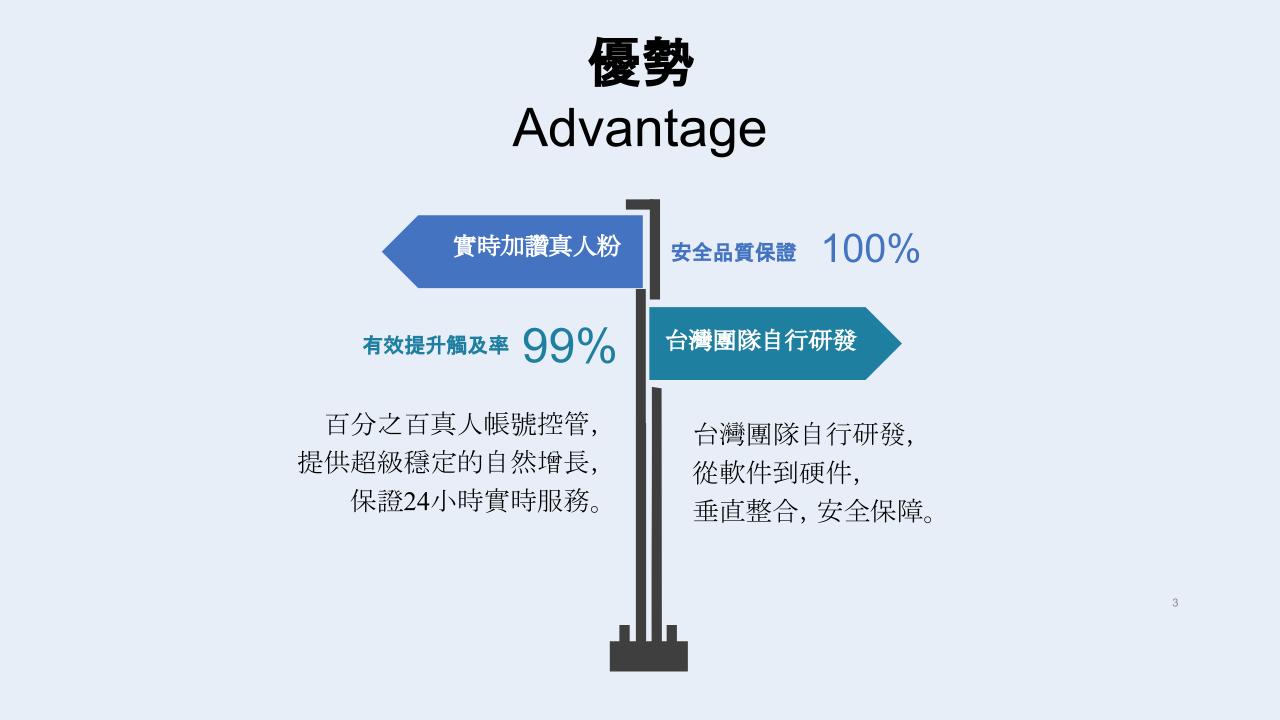 優勢
Advantage
實時加讚真人粉
安全品質保證 100%
有效提升觸及率 99%
台灣團隊自行研發
百分之百真人帳號控管,
提供超級穩定的自然增長,
保證24小時實時服務。
台灣團隊自行研發,
從軟件到硬件,
垂直整合, 安全保障。
3